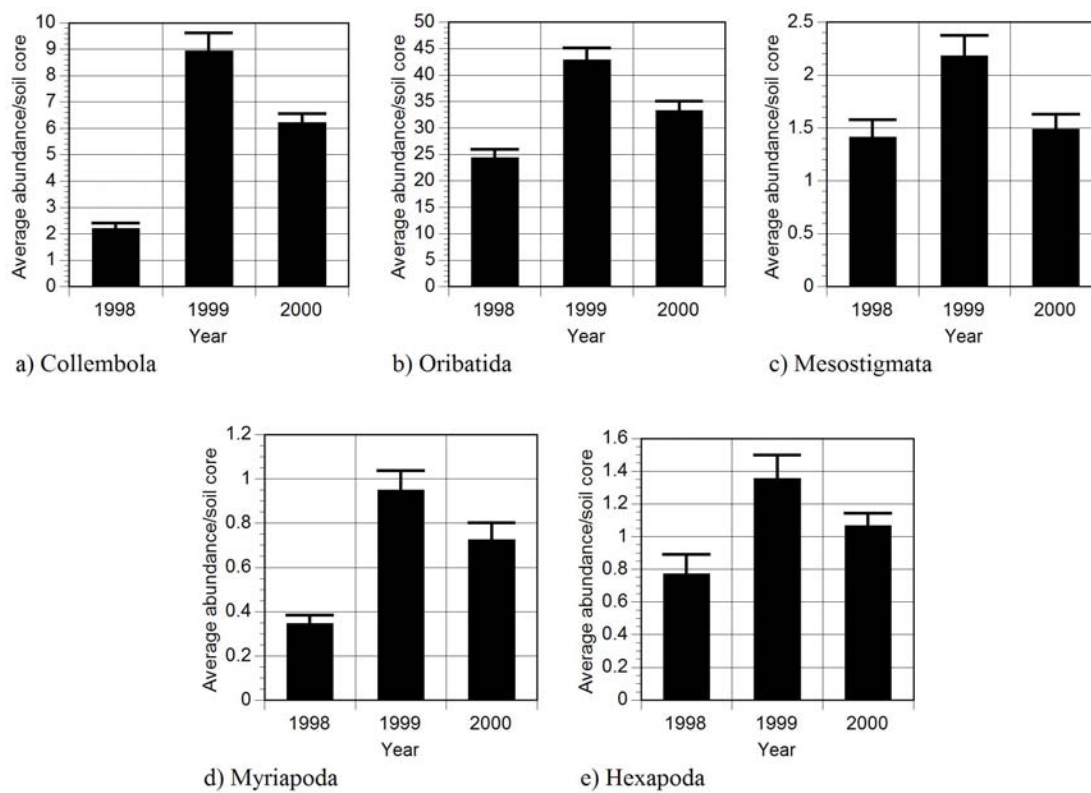 Average abundance/soil core
10
9
8
7
6
5
4
3
2
1
0
1998 1999 2000
Year
a) Collembola
Average abundance/soil core
50
45
40
35
30
25
20
15
10
5
0
1998 1999 2000
Year
b) Oribatida
Average abundance/soil core
2.5
2
1.5
1
0.5
0
1998 1999 2000
Year
c) Mesostigmata
Average abundance/soil core
1.2
1
0.8
0.6
0.4
0.2
0
1998 1999 2000
Year
d) Myriapoda
Average abundance/soil core
1.6
1.4
1.2
1
0.8
0.6
0.4
0.2
0
1998 1999 2000
Year
e) Hexapoda